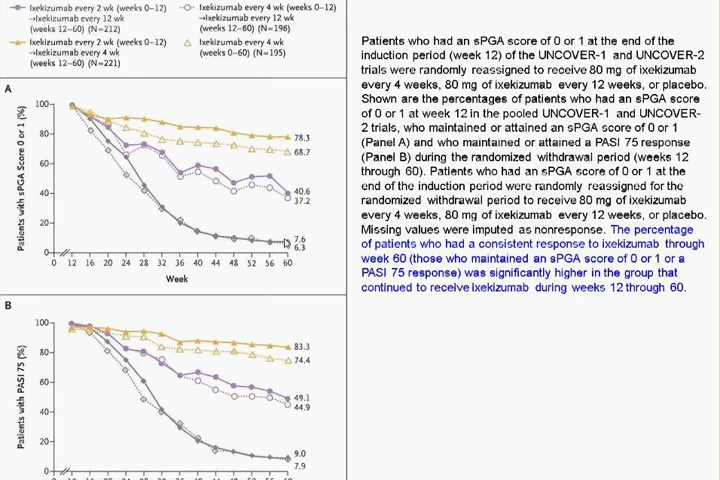 Ixekizumab every 2 wk (weeks 0–12)
→Ixekizumab every 12 wk
(weeks 12–60) (N=212)
Ixekizumab every 4 wk (weeks 0–12)
→Ixekizumab every 12 wk
(weeks 12–60) (N=196)
Ixekizumab every 2 wk (weeks 0–12)
→Ixekizumab every 4 wk
(weeks 12–60) (N=221)
Ixekizumab every 4 wk
(weeks 0–60) (N=195)
A
Patients with sPGA Score 0 or 1 (%)
100
80
60
40
20
0
78.3
68.7
40.6
37.2
7.6
6.3
0 12 16 20 24 28 32 36 40 44 48 52 56 60
Week
B
Patients with PASI 75 (%)
100
80
60
40
20
0
83.3
74.4
49.1
44.9
9.0
7.9
Patients who had an sPGA score of 0 or 1 at the end of the
induction period (week 12) of the UNCOVER-1 and UNCOVER-2
trials were randomly reassigned to receive 80 mg of ixekizumab
every 4 weeks, 80 mg of ixekizumab every 12 weeks, or placebo.
Shown are the percentages of patients who had an sPGA score
of 0 or 1 at week 12 in the pooled UNCOVER-1 and UNCOVER-
2 trials, who maintained or attained an sPGA score of 0 or 1
(Panel A) and who maintained or attained a PASI 75 response
(Panel B) during the randomized withdrawal period (weeks 12
through 60). Patients who had an sPGA score of 0 or 1 at the
end of the induction period were randomly reassigned for the
randomized withdrawal period to receive 80 mg of ixekizumab
every 4 weeks, 80 mg of ixekizumab every 12 weeks, or placebo.
Missing values were imputed as nonresponse. The percentage
of patients who had a consistent response to ixekizumab through
week 60 (those who maintained an sPGA score of 0 or 1 or a
PASI 75 response) was significantly higher in the group that
continued to receive ixekizumab during weeks 12 through 60.